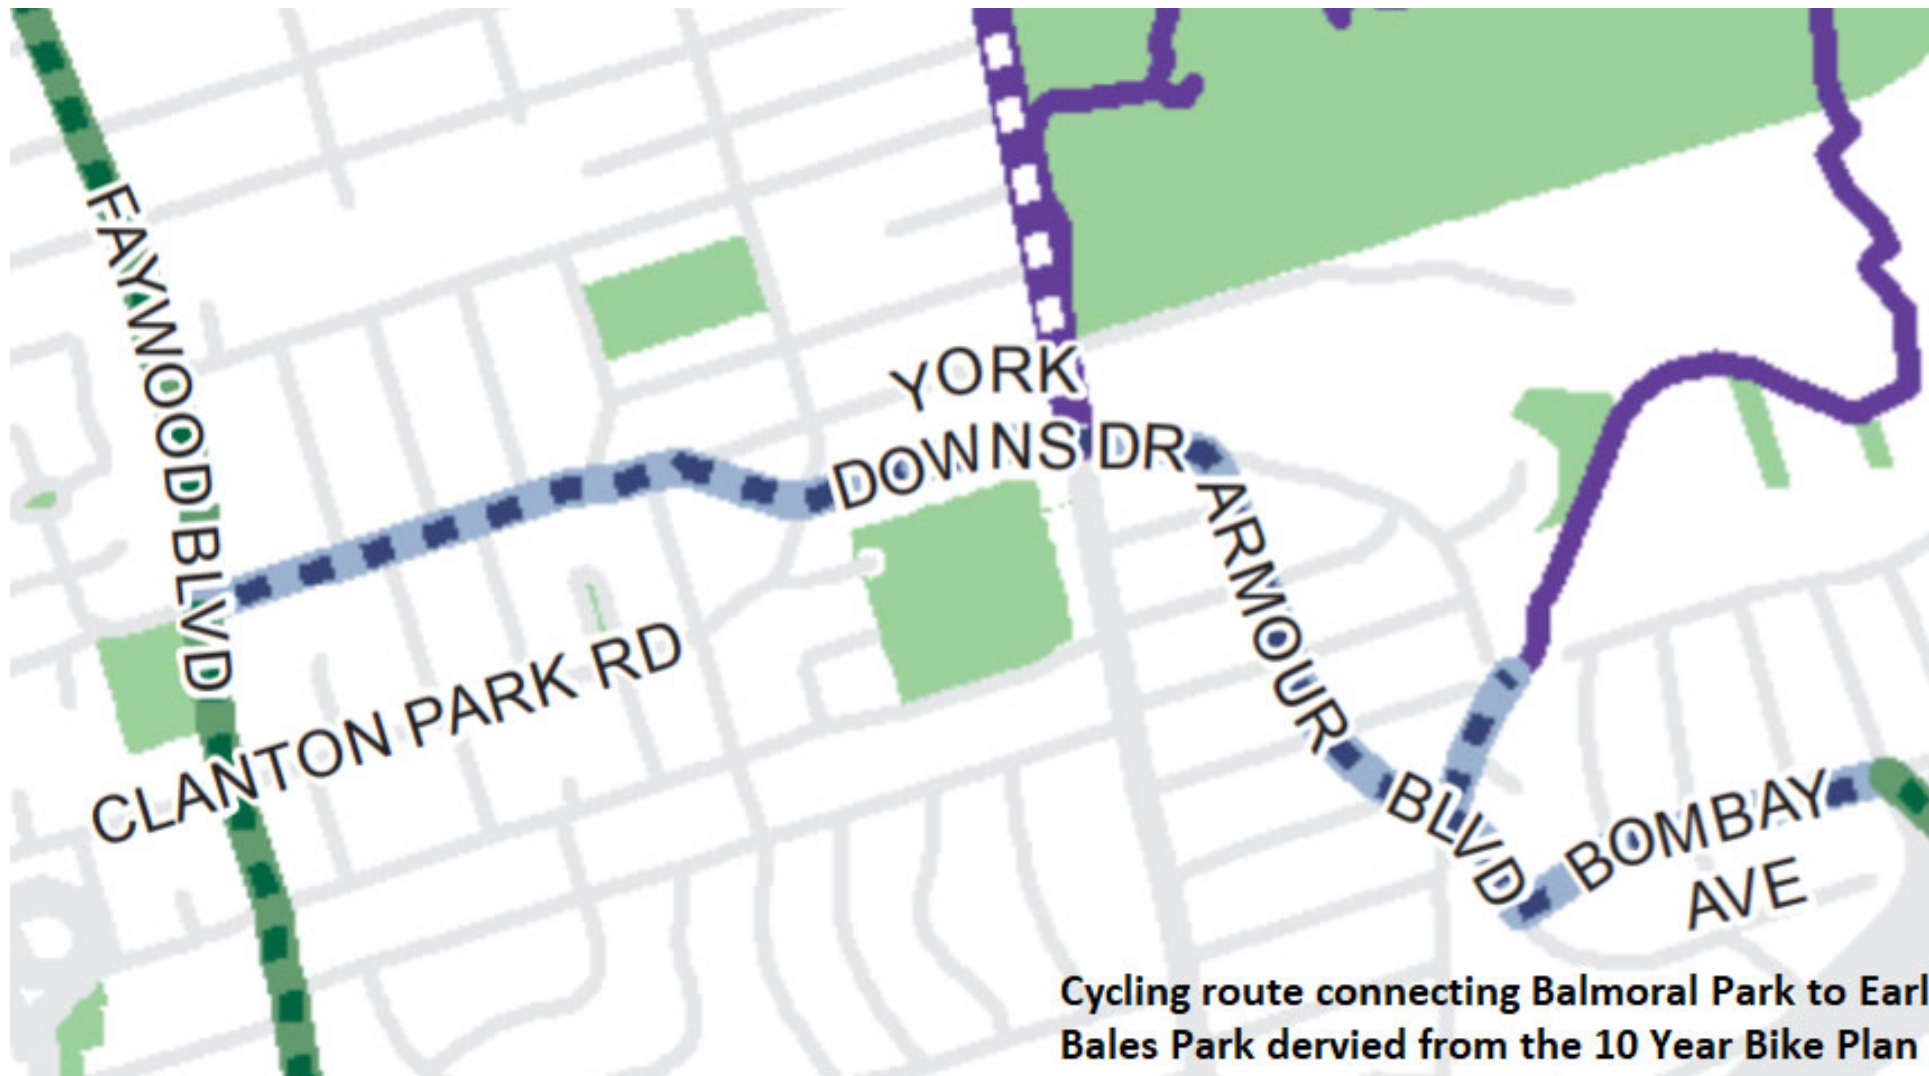 FAYWOOD BLVD
YORK
DOWNS DR
ARMOUR BLVD
CLANTON PARK RD
BOMBAY
AVE
Cycling route connecting Balmoral Park to Earl
Bales Park dervied from the 10 Year Bike Plan